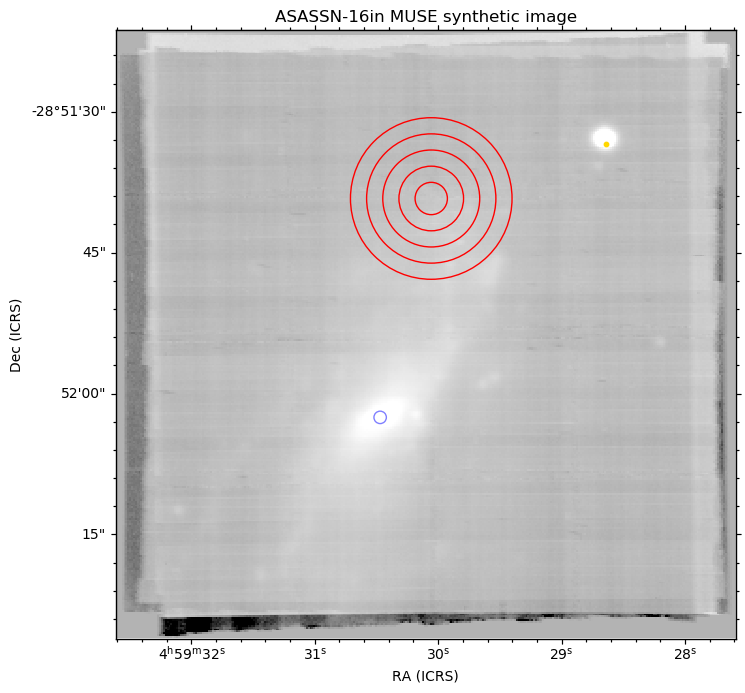 ASASSN-16in MUSE synthetic image
-28°51'30"
45"
52'00"
15"
Dec (ICRS)
4ʰ59ᵐ32ˢ 31ˢ 30ˢ 29ˢ 28ˢ
RA (ICRS)